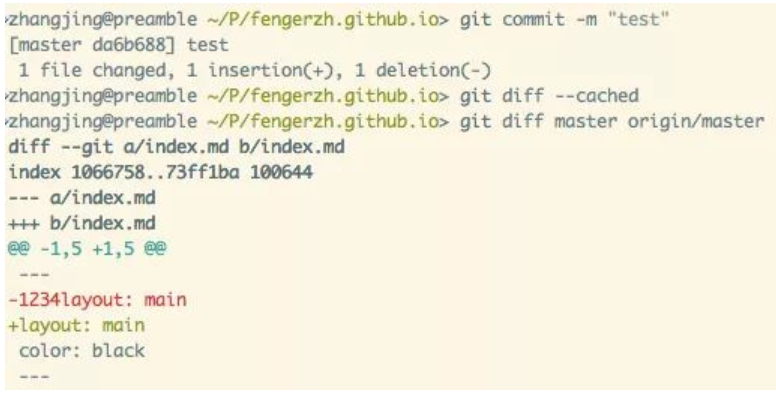 zhangjing@preamble ~/P/fengerzh.github.io> git commit -m "test"
[master da6b688] test
 1 file changed, 1 insertion(+), 1 deletion(-)
zhangjing@preamble ~/P/fengerzh.github.io> git diff --cached
zhangjing@preamble ~/P/fengerzh.github.io> git diff master origin/master
diff --git a/index.md b/index.md
index 1066758..73ff1ba 100644
--- a/index.md
+++ b/index.md
@@ -1,5 +1,5 @@
 ---
-1234layout: main
+layout: main
 color: black
 ---